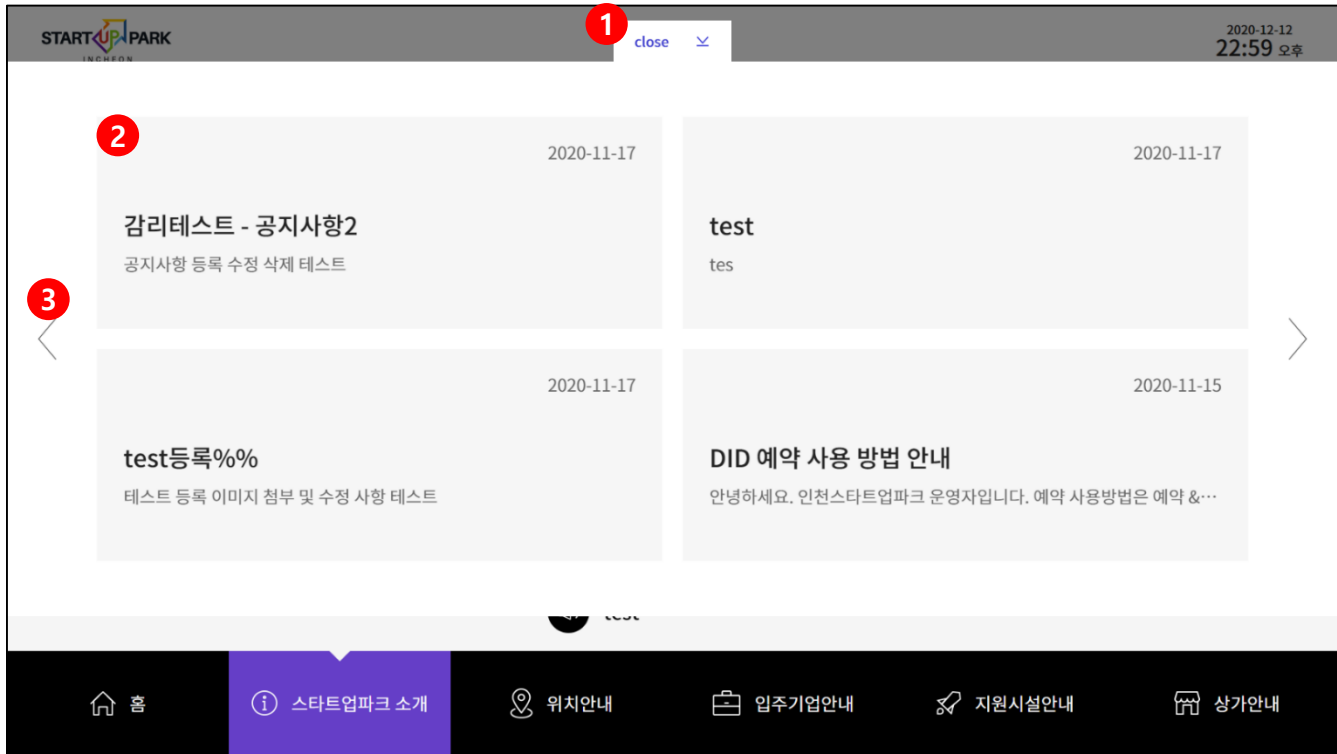 START UP PARK
INCHEON
1
close
2020-12-12
22:59 오후
2
2020-11-17
감리테스트 - 공지사항2
공지사항 등록 수정 삭제 테스트
2020-11-17
test
tes
3
2020-11-17
test등록%%
테스트 등록 이미지 첨부 및 수정 사항 테스트
2020-11-15
DID 예약 사용 방법 안내
안녕하세요. 인천스타트업파크 운영자입니다. 예약 사용방법은 예약 &⋯
test
홈
스타트업파크 소개
위치안내
입주기업안내
지원시설안내
상가안내